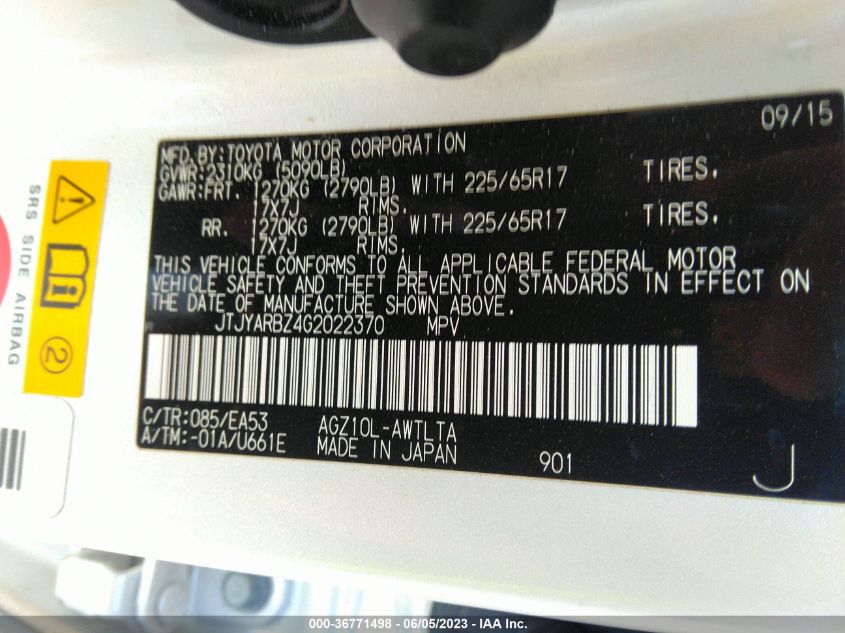 09/15
MFD.BY:TOYOTA MOTOR CORPORATION
GVWR:2310KG (5090LB)
GAWR:FRT. 1270KG (2790LB) WITH 225/65R17 TIRES,
17X7J RIMS.
RR. 1270KG (2790LB) WITH 225/65R17 TIRES,
17X7J RIMS.
THIS VEHICLE CONFORMS TO ALL APPLICABLE FEDERAL MOTOR
VEHICLE SAFETY AND THEFT PREVENTION STANDARDS IN EFFECT ON
THE DATE OF MANUFACTURE SHOWN ABOVE.
JTJYARBZ4G2022370 MPV
C/TR:085/EA53 AGZ10L-AWTLTA
A/TM:-01A/U661E MADE IN JAPAN
901
J
SRS SIDE AIRBAG
2
000-36771498 - 06/05/2023 - IAA Inc.